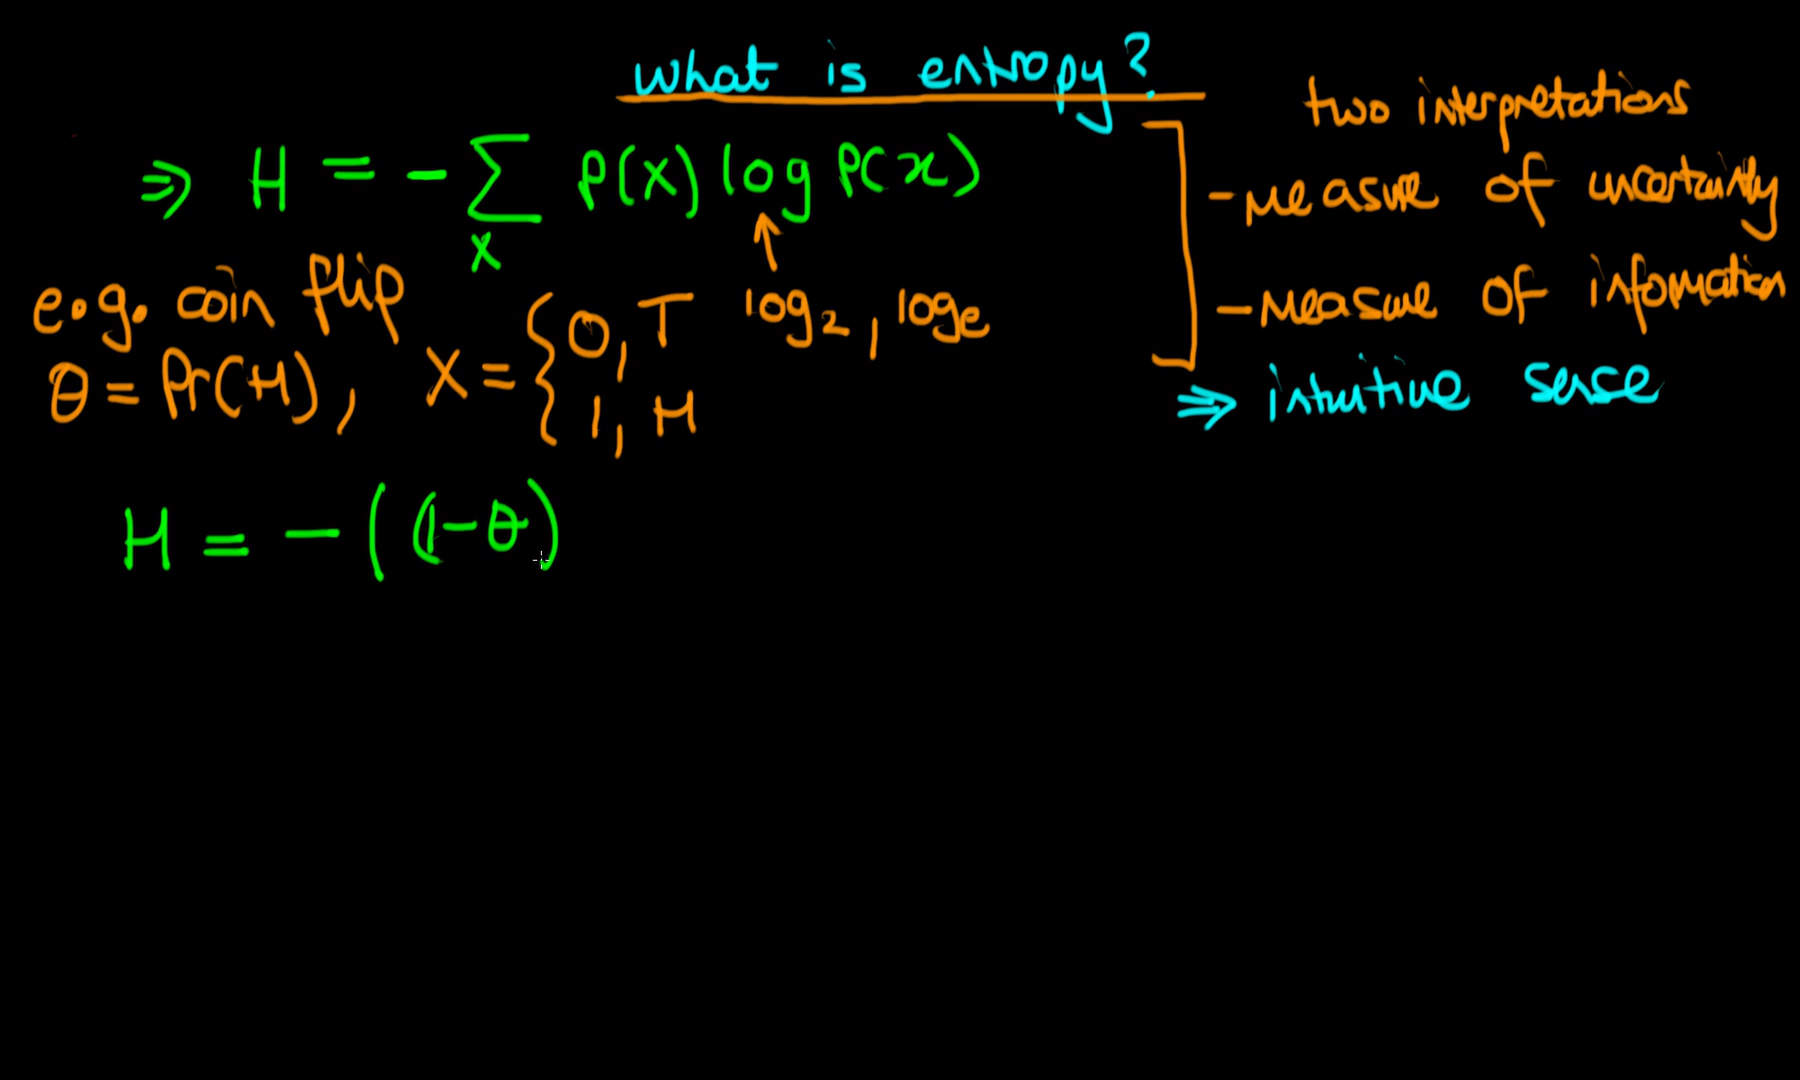 what is entropy?
⇒ H = - ∑ P(X) log P(x)
X
log₂, logₑ
e.g. coin flip
θ = Pr(H), X = { 0, T
1, H
H = - ( (1-θ)
two interpretations
- measure of uncertainty
- measure of infomation
⇒ intuitive sense